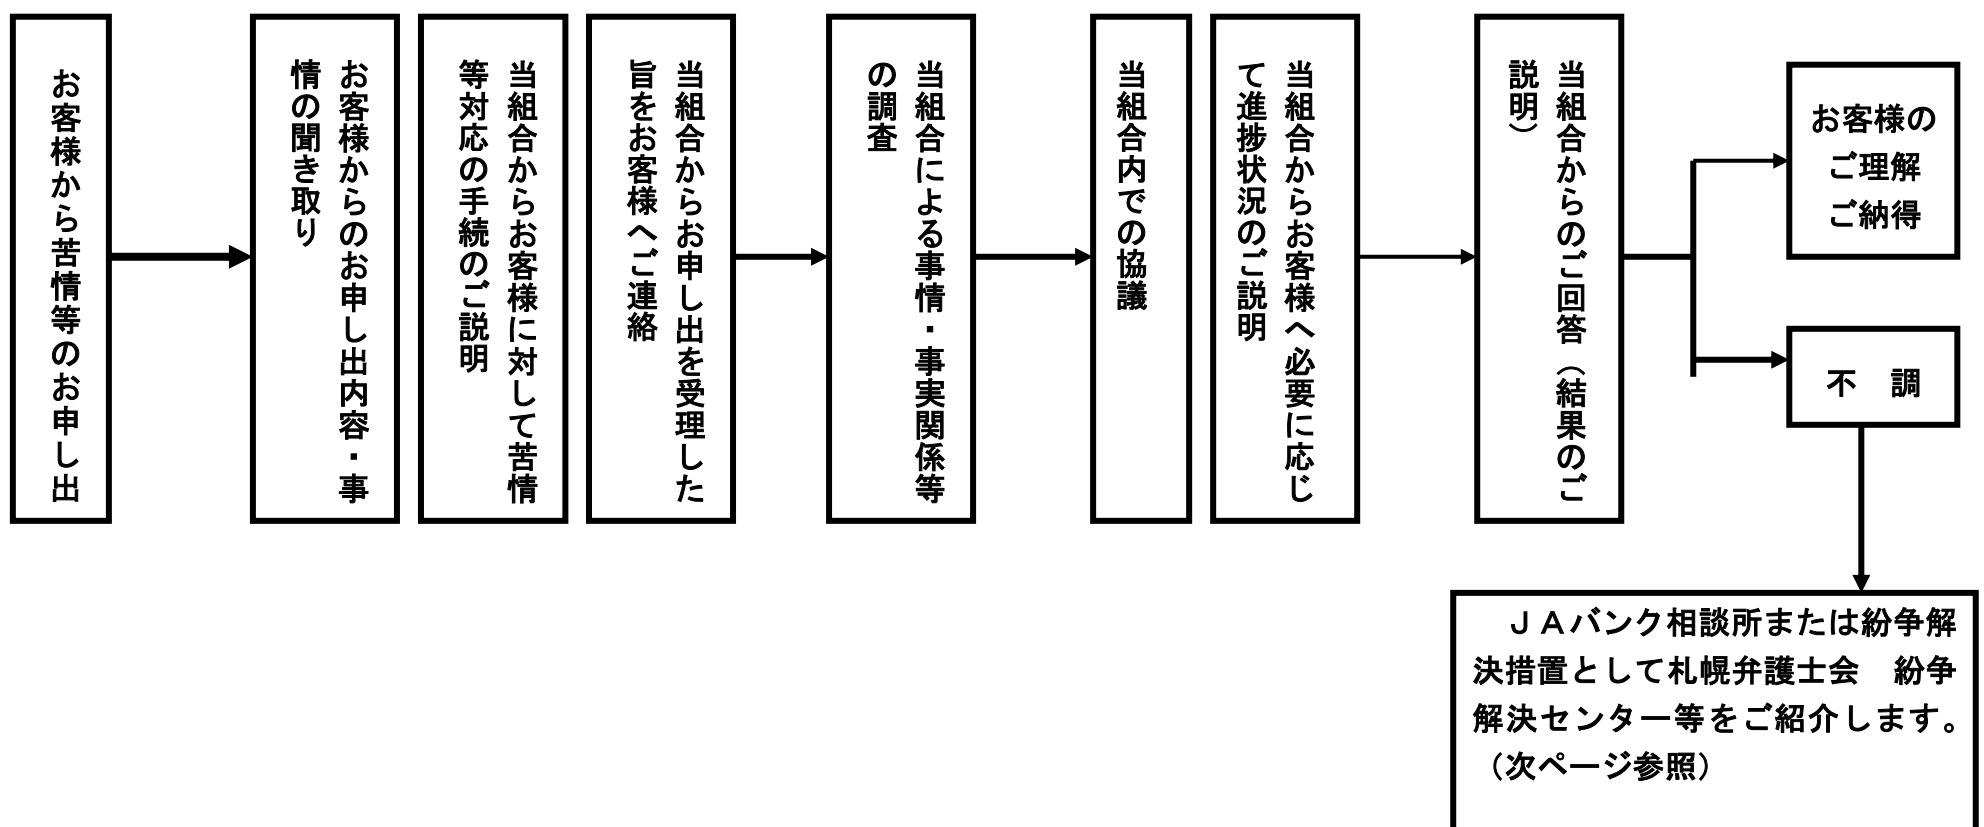 お客様から苦情等のお申し出
お客様からのお申し出内容・事
情の聞き取り
当組合からお客様に対して苦情
等対応の手続のご説明
当組合からお申し出を受理した
旨をお客様へご連絡
当組合による事情・事実関係等
の調査
当組合内での協議
当組合からお客様へ必要に応じ
て進捗状況のご説明
当組合からのご回答（結果のご
説明）
お客様の
ご理解
ご納得
不　調
ＪＡバンク相談所または紛争解
決措置として札幌弁護士会　紛争
解決センター等をご紹介します。
（次ページ参照）